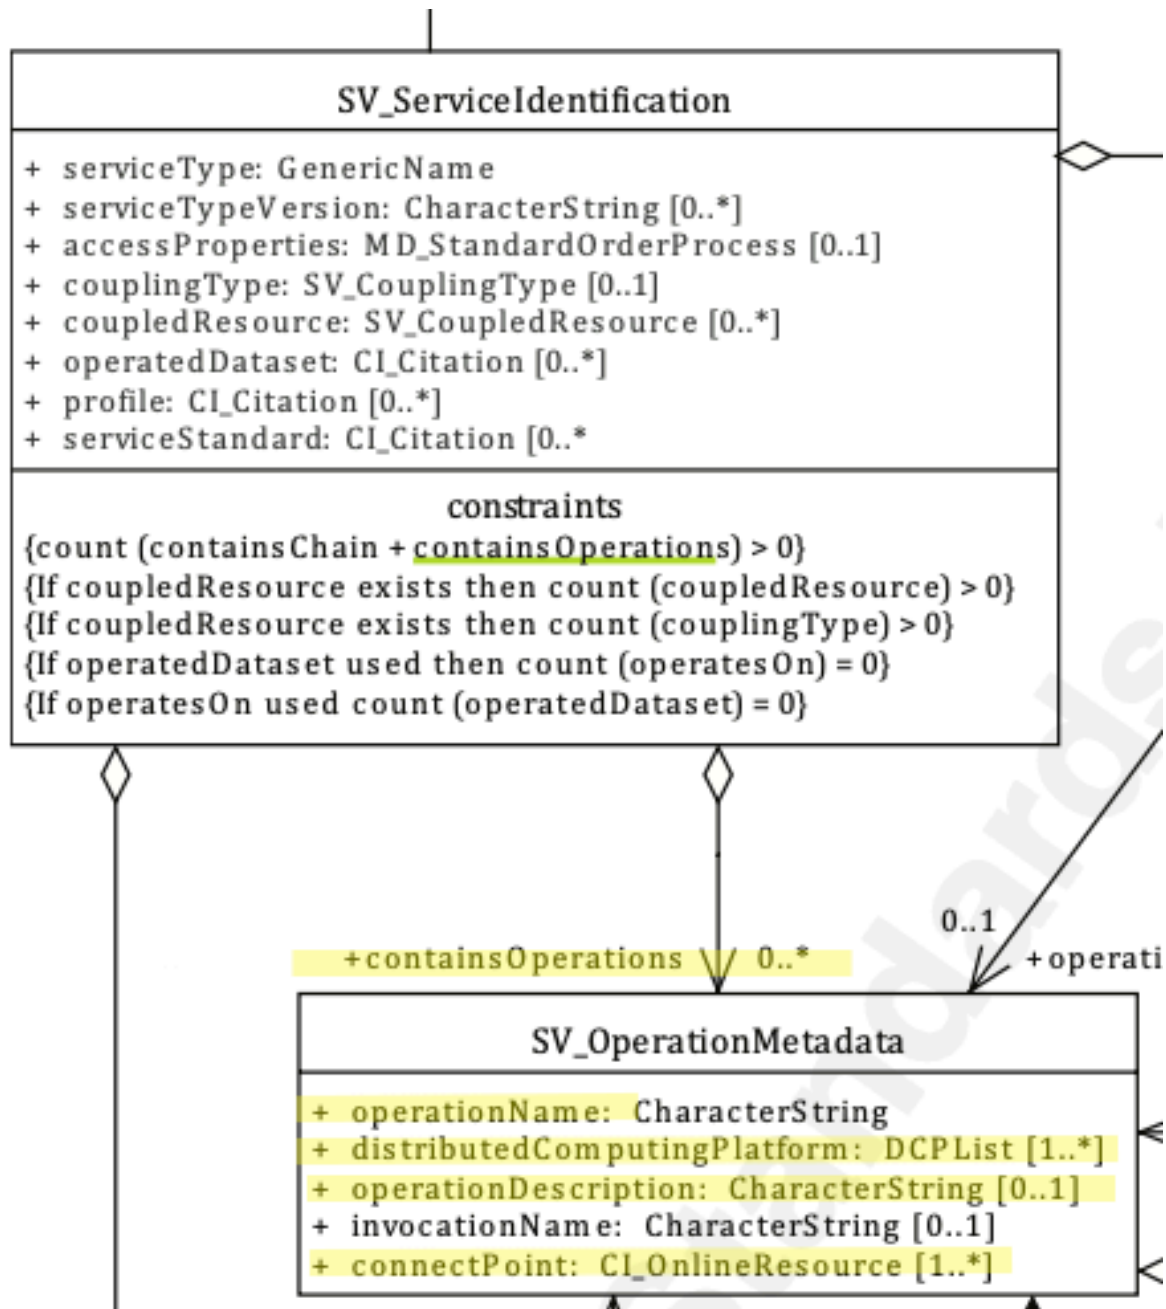 SV_ServiceIdentification
+ serviceType: GenericName
+ serviceTypeVersion: CharacterString [0..*]
+ accessProperties: MD_StandardOrderProcess [0..1]
+ couplingType: SV_CouplingType [0..1]
+ coupledResource: SV_CoupledResource [0..*]
+ operatedDataset: CI_Citation [0..*]
+ profile: CI_Citation [0..*]
+ serviceStandard: CI_Citation [0..*
constraints
{count (containsChain + containsOperations) > 0}
{If coupledResource exists then count (coupledResource) > 0}
{If coupledResource exists then count (couplingType) > 0}
{If operatedDataset used then count (operatesOn) = 0}
{If operatesOn used count (operatedDataset) = 0}
0..1
+containsOperations 0..* +operati
SV_OperationMetadata
+ operationName: CharacterString
+ distributedComputingPlatform: DCPList [1..*]
+ operationDescription: CharacterString [0..1]
+ invocationName: CharacterString [0..1]
+ connectPoint: CI_OnlineResource [1..*]